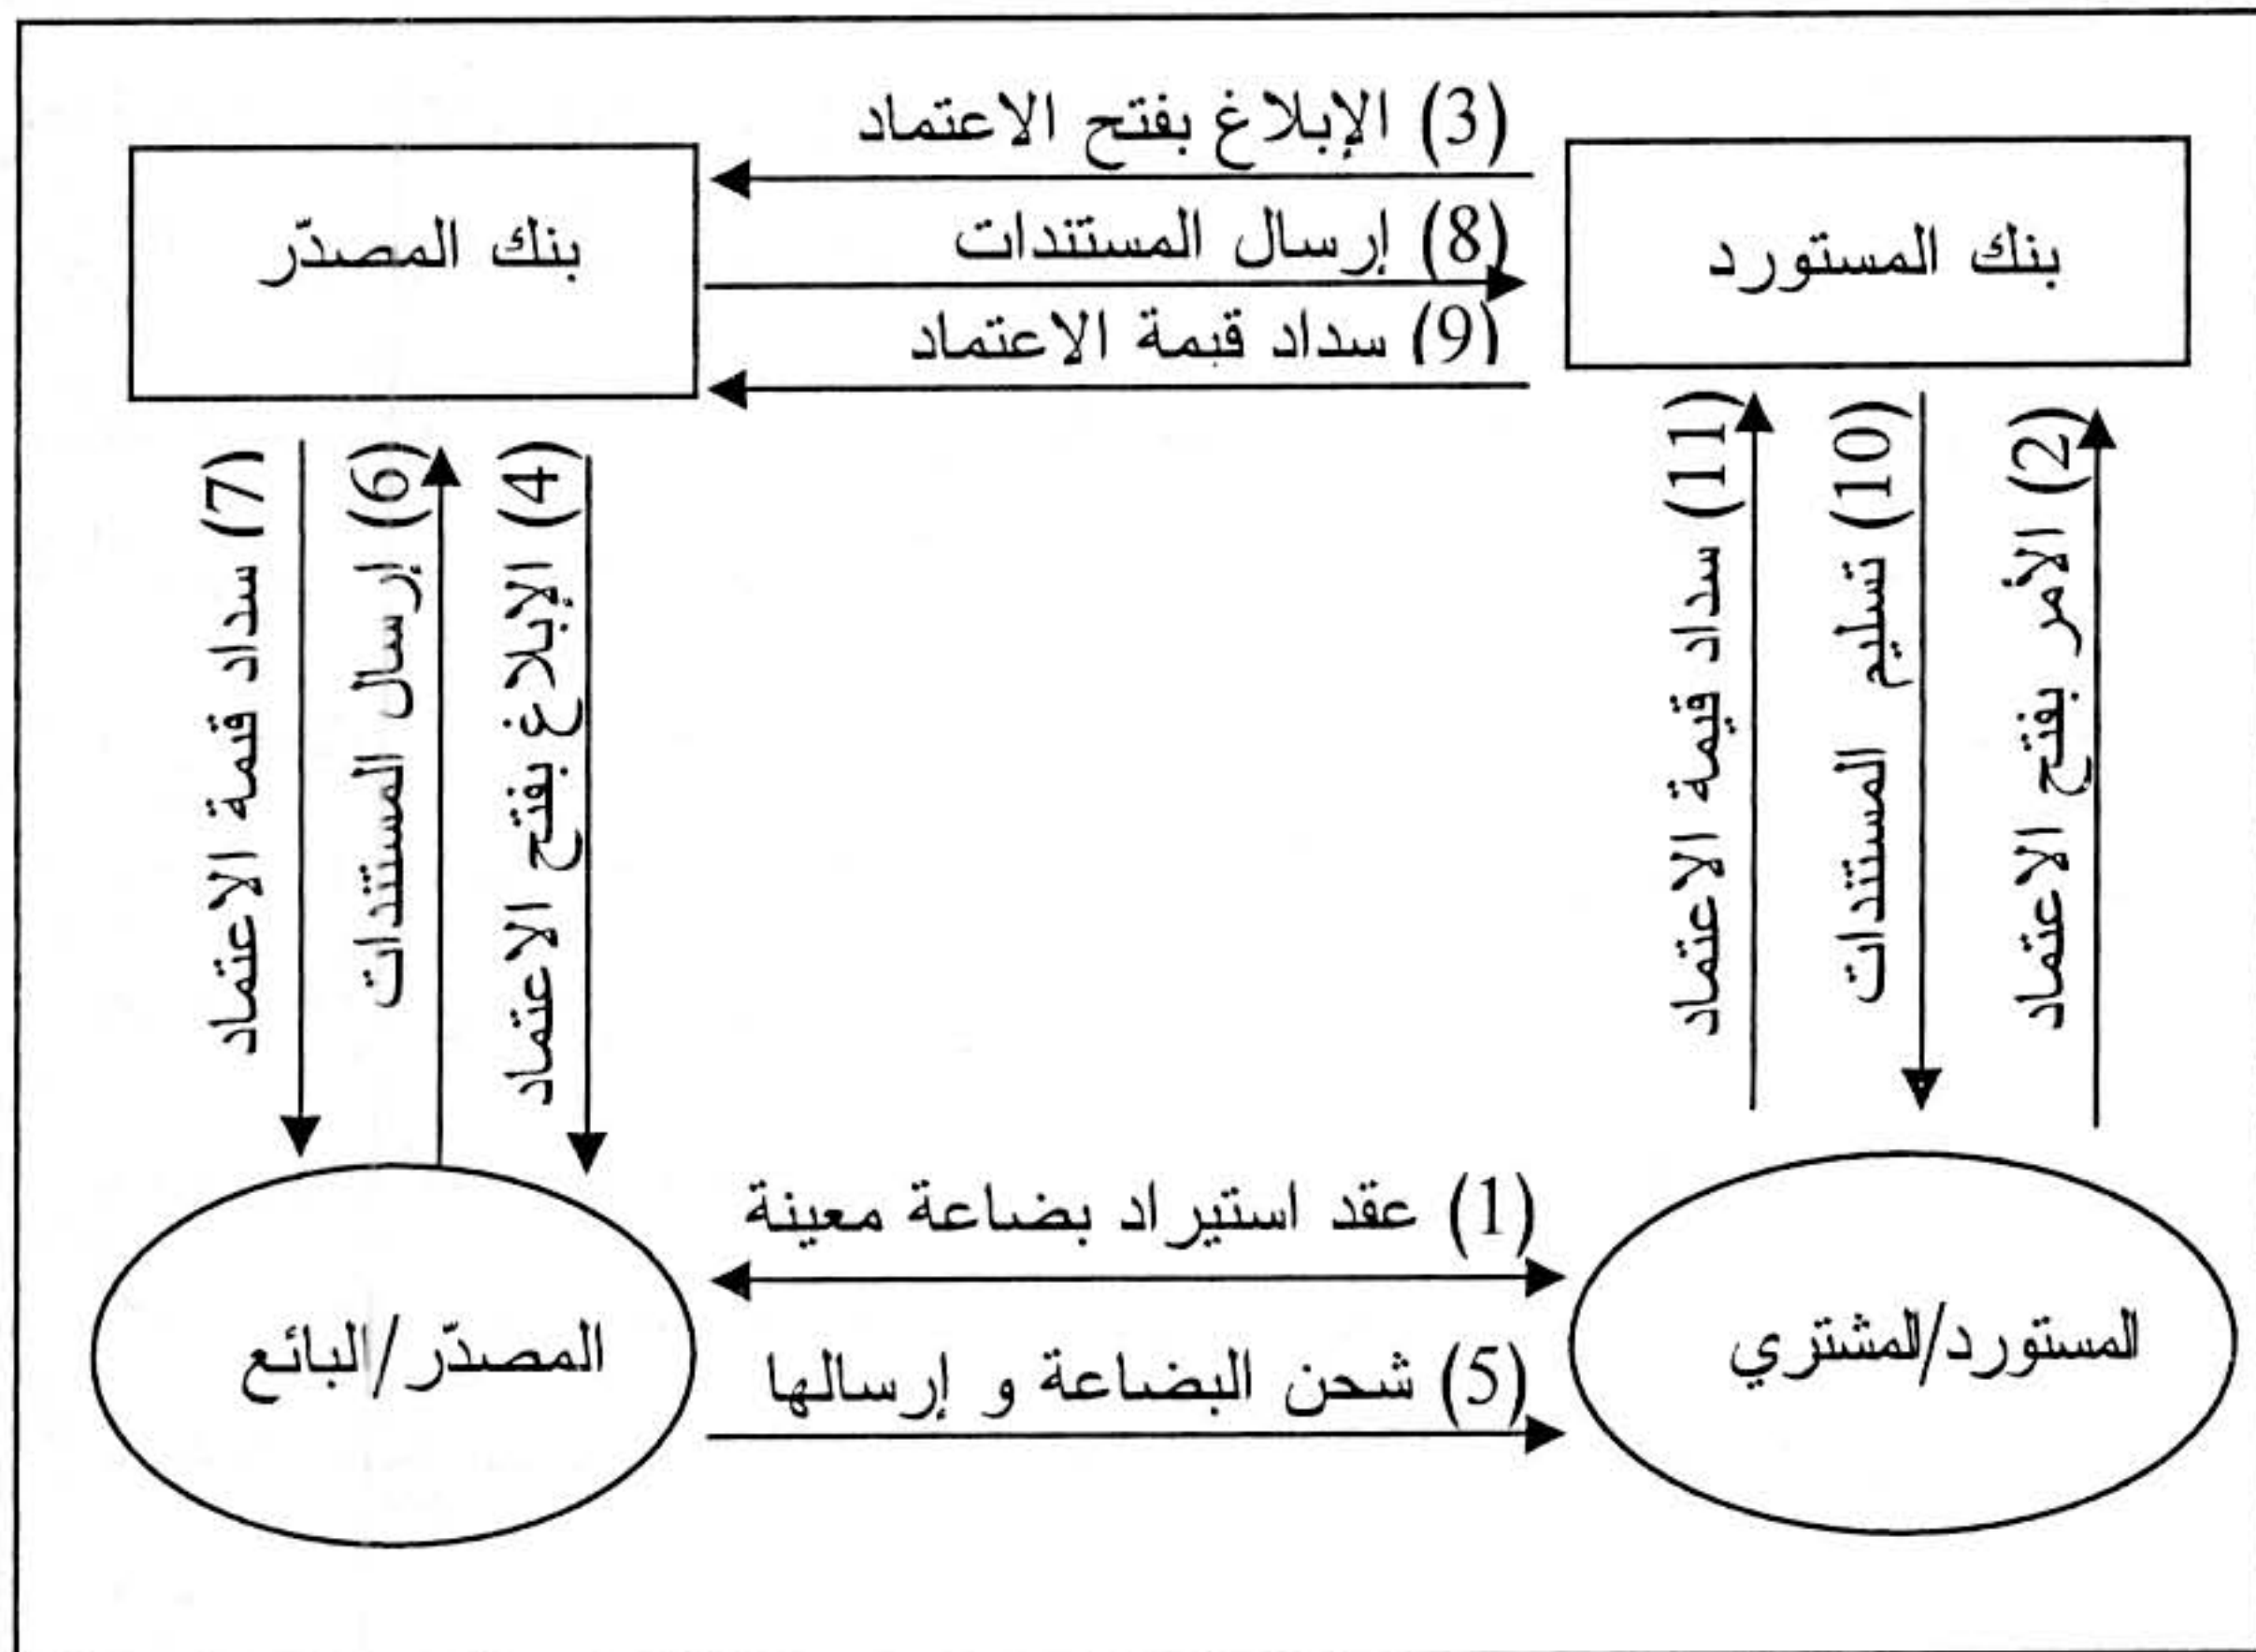 (3) الإبلاغ بفتح الاعتماد
بنك المستورد
(8) إرسال المستندات
بنك المصدّر
(9) سداد قبمة الاعتماد
(2) الأمر بفتح الاعتماد
(10) تسليم المستندات
(11) سداد قيمة الاعتماد
(4) الإبلاغ بفتح الاعتماد
(6) إرسال المستندات
(7) سداد قيمة الاعتماد
(1) عقد استيراد بضاعة معينة
المستورد/المشتري
المصدّر/البائع
(5) شحن البضاعة و إرسالها